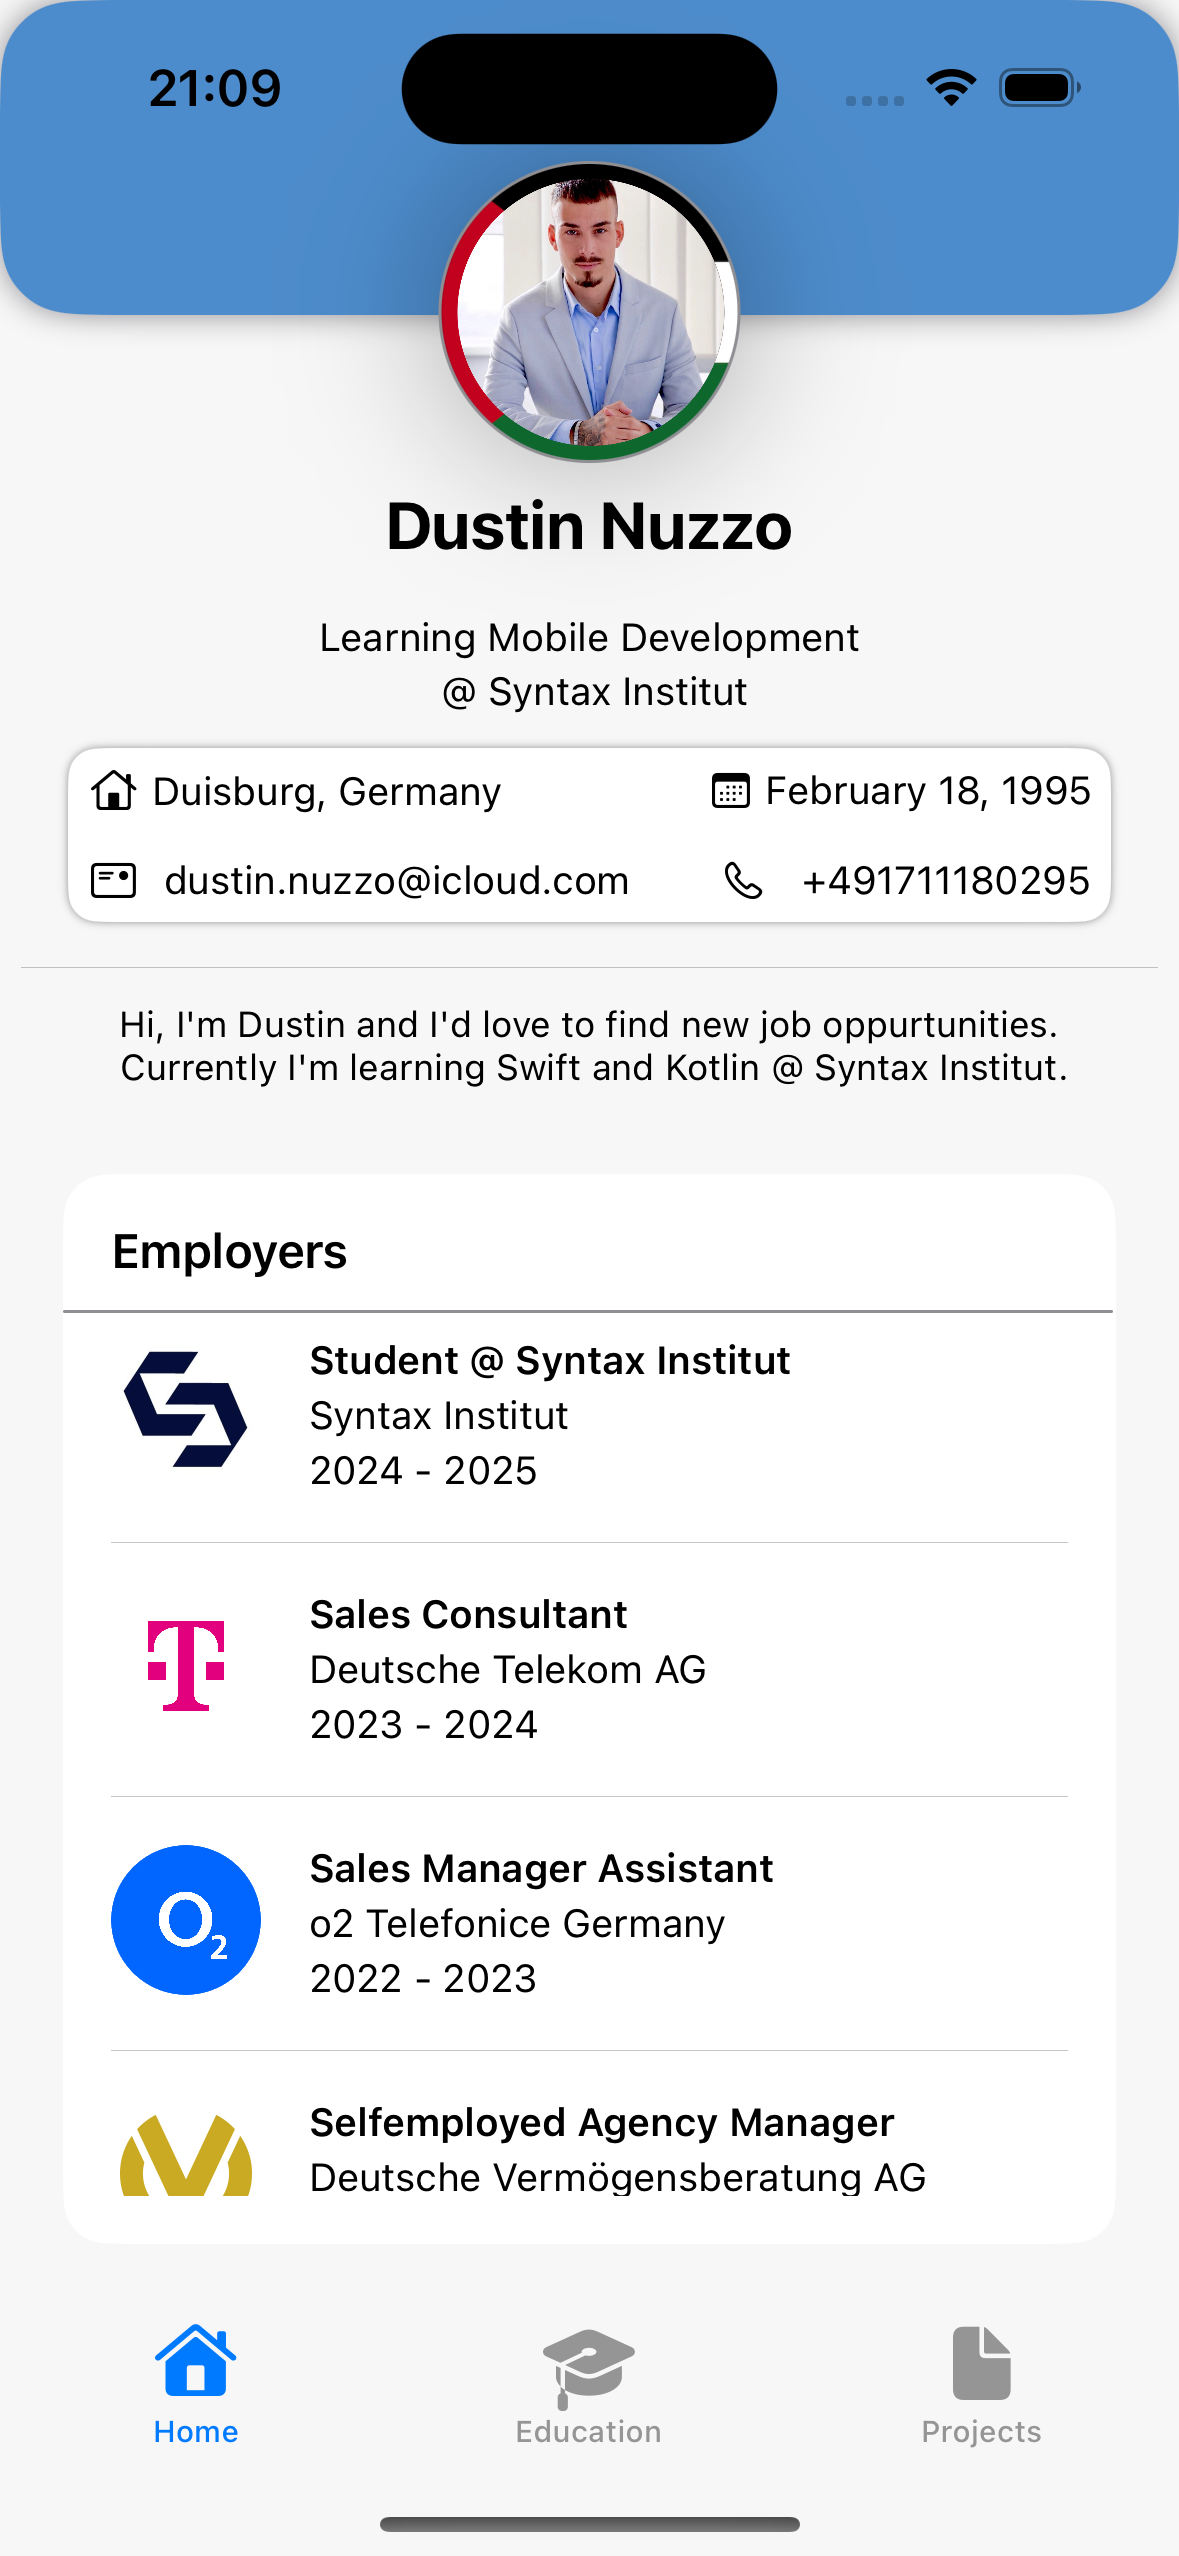 21:09
Dustin Nuzzo
Learning Mobile Development
@ Syntax Institut
Duisburg, Germany
February 18, 1995
dustin.nuzzo@icloud.com
+491711180295
Hi, I'm Dustin and I'd love to find new job oppurtunities.
Currently I'm learning Swift and Kotlin @ Syntax Institut.
Employers
Student @ Syntax Institut
Syntax Institut
2024 - 2025
T
Sales Consultant
Deutsche Telekom AG
2023 - 2024
O2
Sales Manager Assistant
o2 Telefonice Germany
2022 - 2023
Selfemployed Agency Manager
Deutsche Vermögensberatung AG
Home
Education
Projects